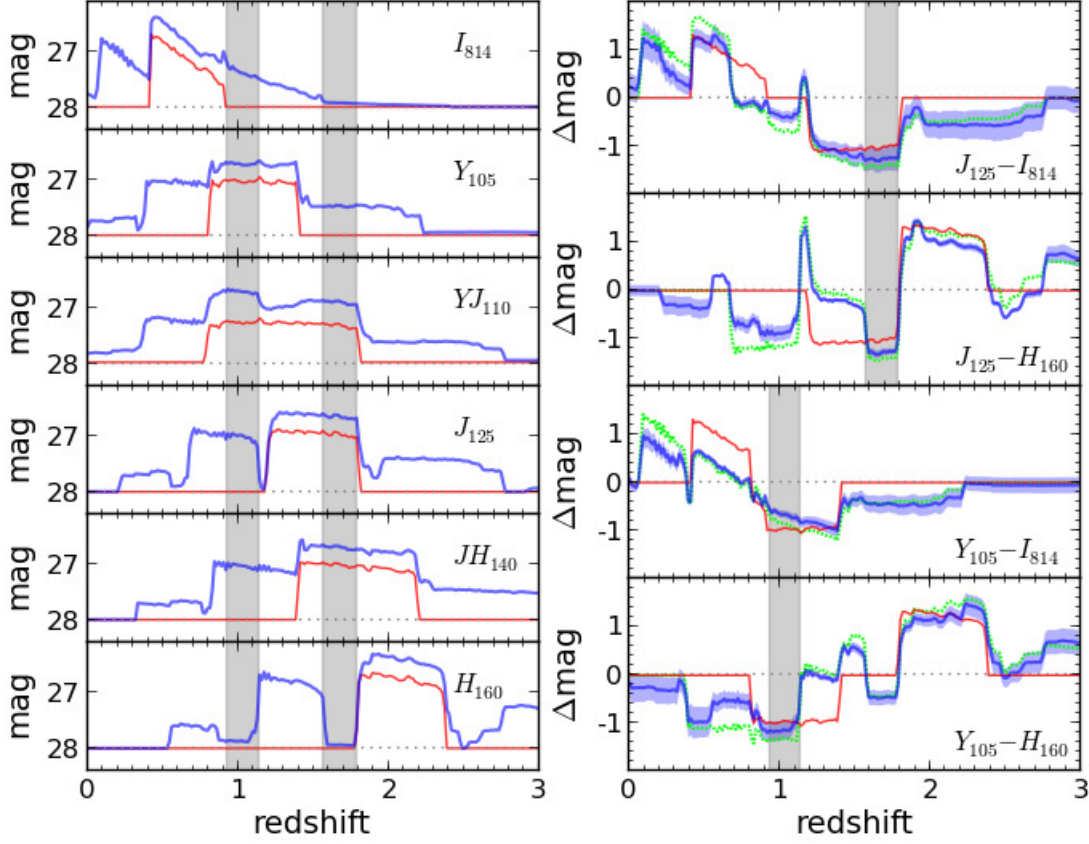 mag
27
28
I814
mag
27
28
Y105
mag
27
28
YJ110
mag
27
28
J125
mag
27
28
JH140
mag
27
28
H160
0 1 2 3
redshift
Δmag
1
0
-1
J125−I814
Δmag
1
0
-1
J125−H160
Δmag
1
0
-1
Y105−I814
Δmag
1
0
-1
Y105−H160
0 1 2 3
redshift